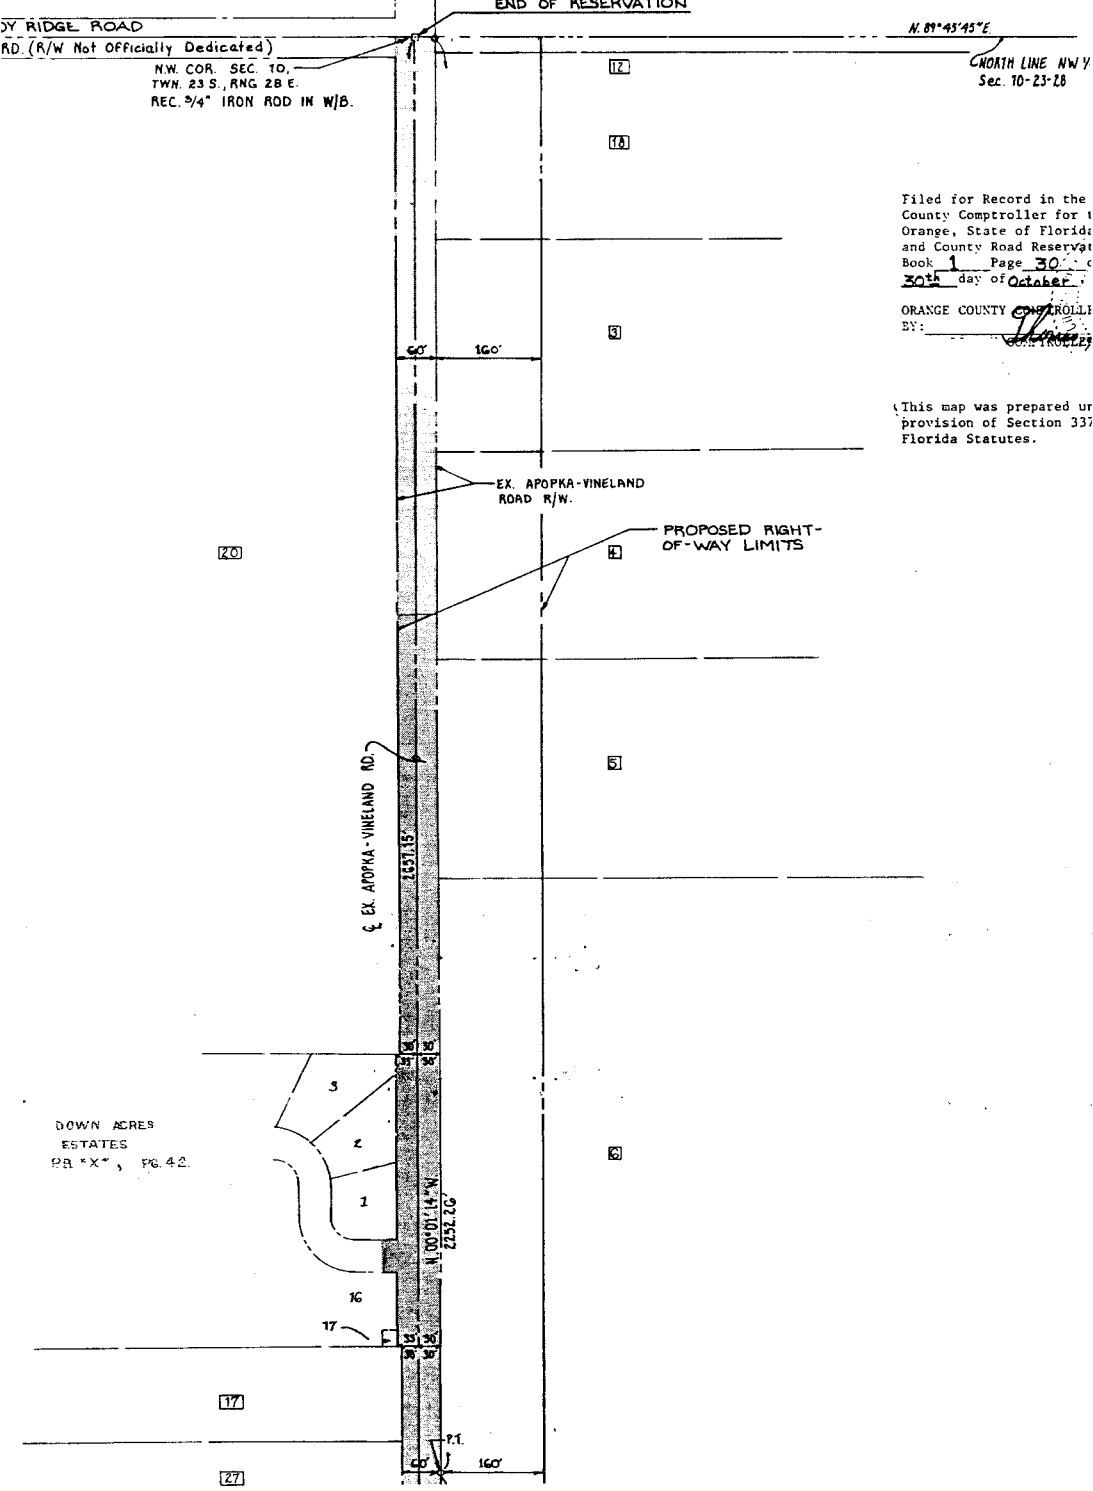 END OF RESERVATION
DY RIDGE ROAD
RD. (R/W Not Officially Dedicated)
N. 89°45'45"E.
N.W. COR. SEC. 10,
TWN. 23 S., RNG 28 E.
REC. 3/4" IRON ROD IN W/B.
NORTH LINE NW 1/
Sec. 10-23-28
12
18
Filed for Record in the
County Comptroller for t
Orange, State of Florida
and County Road Reservat
Book 1 Page 30
30th day of October
ORANGE COUNTY COMPTROLLE
BY:
COMPTROLLER
3
60' 160'
This map was prepared un
provision of Section 337
Florida Statutes.
EX. APOPKA-VINELAND
ROAD R/W.
PROPOSED RIGHT-
OF-WAY LIMITS
20
4
5
℄ EX. APOPKA-VINELAND RD.
2657.15'
30' 30'
35' 30'
3
DOWN ACRES
ESTATES
PB "X", PG. 42.
2
6
1
N. 00°01'14" W.
2252.26'
16
17
35' 30'
30' 30'
17
P.T.
60' 160'
27